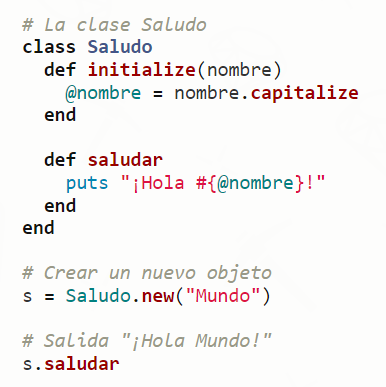 # La clase Saludo
class Saludo
  def initialize(nombre)
    @nombre = nombre.capitalize
  end

  def saludar
    puts "¡Hola #{@nombre}!"
  end
end

# Crear un nuevo objeto
s = Saludo.new("Mundo")

# Salida "¡Hola Mundo!"
s.saludar